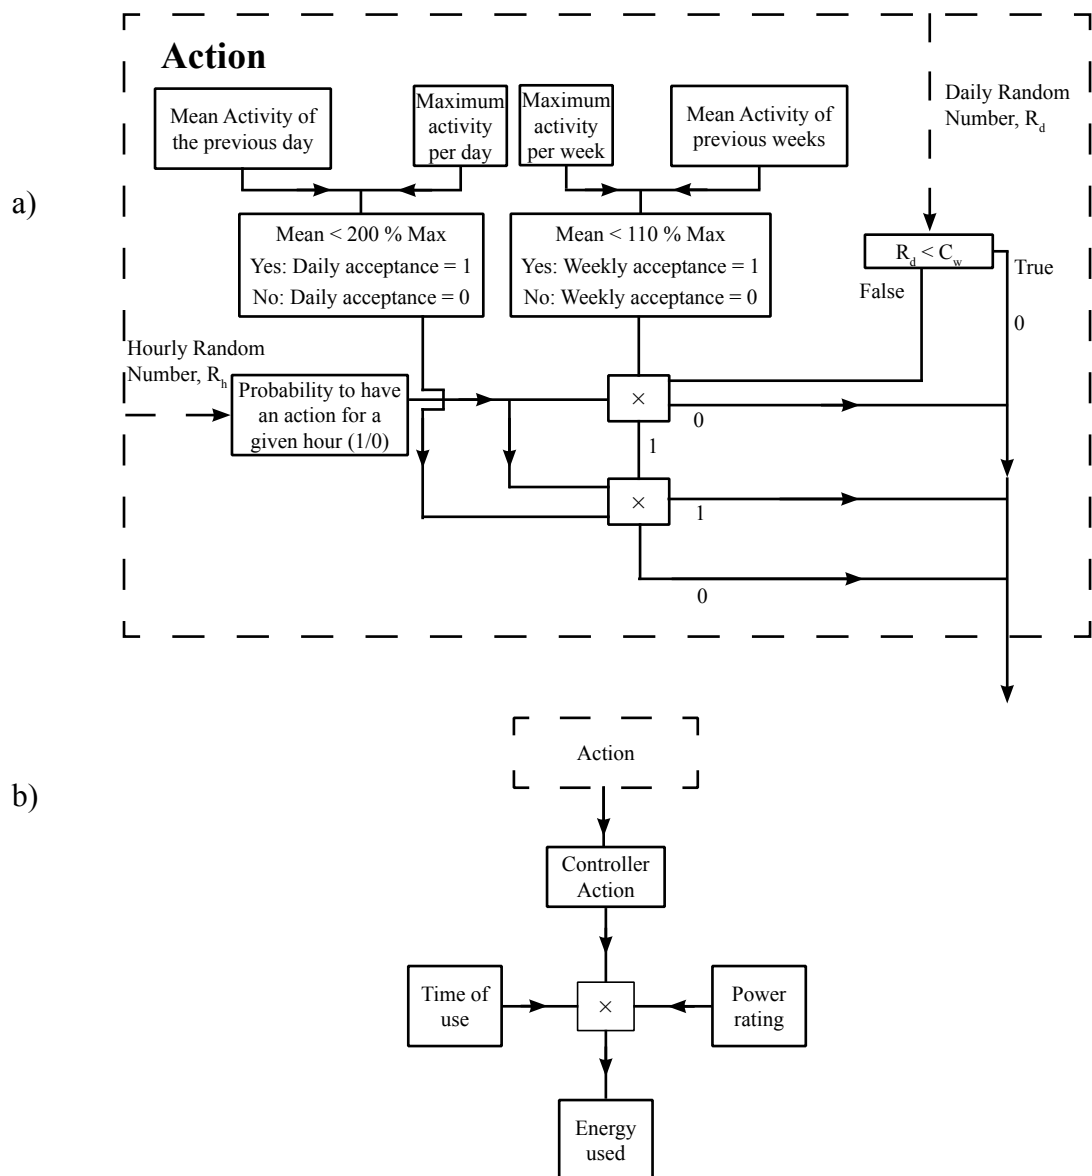 a)
Action
Mean Activity of
the previous day
Maximum
activity
per day
Maximum
activity
per week
Mean Activity of
previous weeks
Daily Random
Number, R_d
Mean < 200 % Max
Yes: Daily acceptance = 1
No: Daily acceptance = 0
Mean < 110 % Max
Yes: Weekly acceptance = 1
No: Weekly acceptance = 0
R_d < C_w
True
False
0
Hourly Random
Number, R_h
Probability to have
an action for a
given hour (1/0)
×
0
1
×
1
0
b)
Action
Controller
Action
Time of
use
×
Power
rating
Energy
used